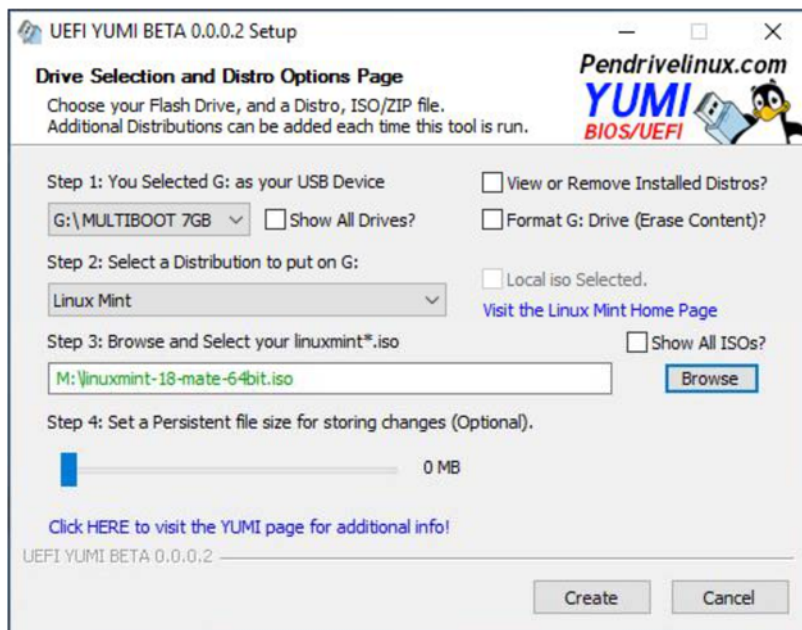 UEFI YUMI BETA 0.0.0.2 Setup
Drive Selection and Distro Options Page
Choose your Flash Drive, and a Distro, ISO/ZIP file.
Additional Distributions can be added each time this tool is run.
Pendrivelinux.com
YUMI
BIOS/UEFI
Step 1: You Selected G: as your USB Device
View or Remove Installed Distros?
G:\MULTIBOOT 7GB
Show All Drives?
Format G: Drive (Erase Content)?
Step 2: Select a Distribution to put on G:
Local iso Selected.
Linux Mint
Visit the Linux Mint Home Page
Step 3: Browse and Select your linuxmint*.iso
Show All ISOs?
M:\linuxmint-18-mate-64bit.iso
Browse
Step 4: Set a Persistent file size for storing changes (Optional).
0 MB
Click HERE to visit the YUMI page for additional info!
UEFI YUMI BETA 0.0.0.2
Create
Cancel